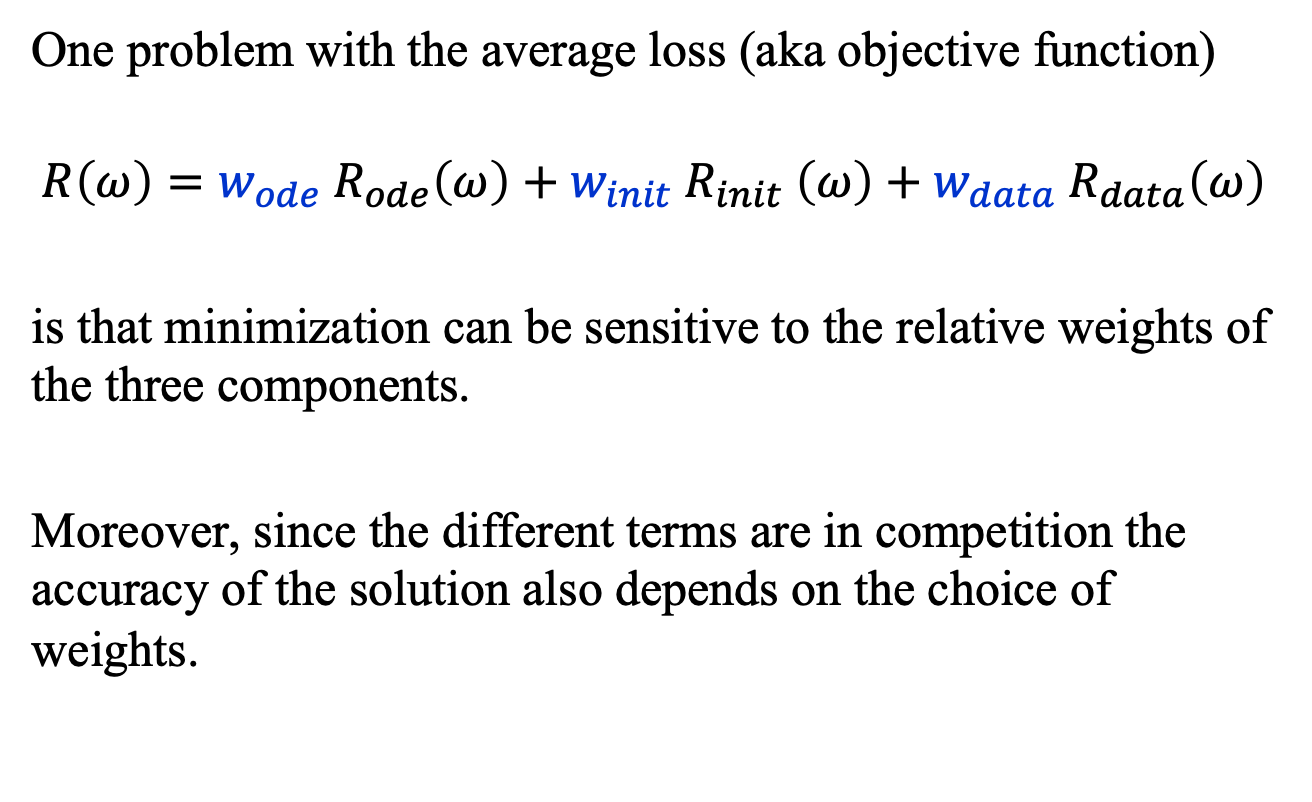 One problem with the average loss (aka objective function)
R(ω) = w_ode R_ode(ω) + w_init R_init (ω) + w_data R_data(ω)
is that minimization can be sensitive to the relative weights of
the three components.
Moreover, since the different terms are in competition the
accuracy of the solution also depends on the choice of
weights.